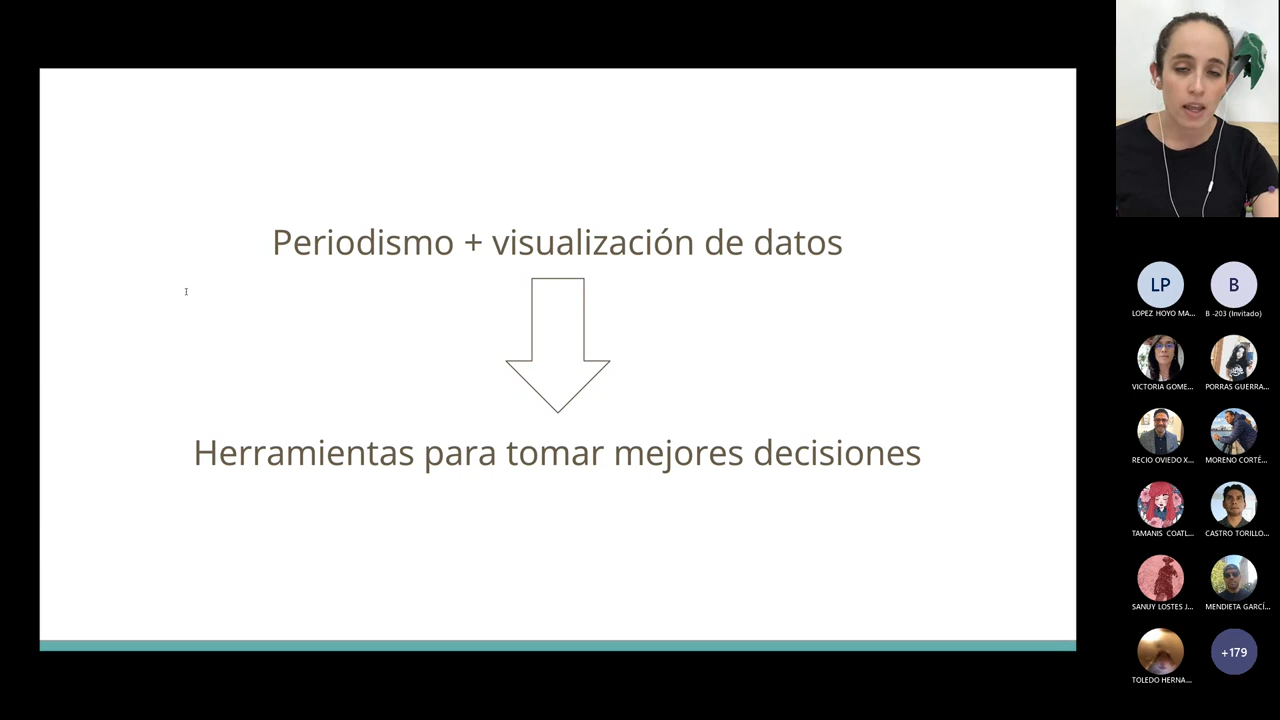 Periodismo + visualización de datos
Herramientas para tomar mejores decisiones
LP
B
LOPEZ HOYO MA...
B -203 (Invitado)
VICTORIA GOME...
PORRAS GUERRA...
RECIO OVIEDO X...
MORENO CORTÉ...
TAMANIS COATL...
CASTRO TORILLO...
SANUY LOSTES J...
MENDIETA GARCÍ...
TOLEDO HERNA...
+179